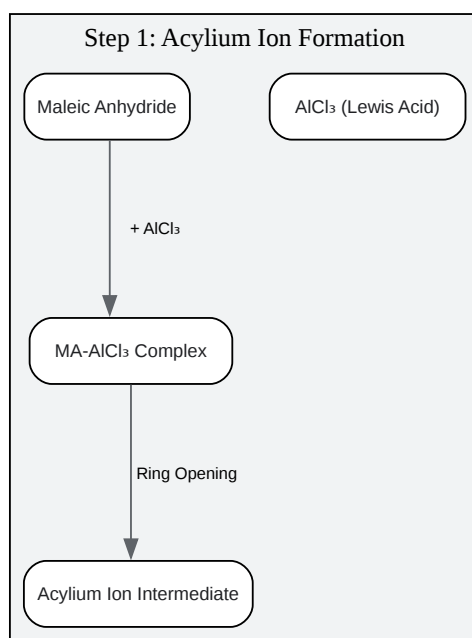 Step 1: Acylium Ion Formation
Maleic Anhydride
AlCl₃ (Lewis Acid)
+ AlCl₃
MA-AlCl₃ Complex
Ring Opening
Acylium Ion Intermediate